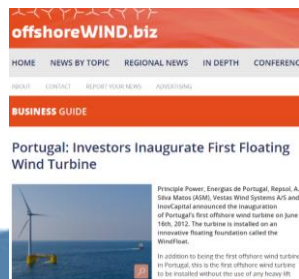 offshoreWIND.biz
HOME NEWS BY TOPIC REGIONAL NEWS IN DEPTH CONFERENC
ABOUT CONTACT REPORT YOUR NEWS ADVERTISING
BUSINESS GUIDE
Portugal: Investors Inaugurate First Floating
Wind Turbine
Principle Power, Energias de Portugal, Repsol, A.
Silva Matos (ASM), Vestas Wind Systems A/S and
InovCapital announced the inauguration
of Portugal's first offshore wind turbine on June
16th, 2012. The turbine is installed on an
innovative floating foundation called the
WindFloat.
In addition to being the first offshore wind turbine
in Portugal, this is the first offshore wind turbine
to be installed without the use of any heavy lift